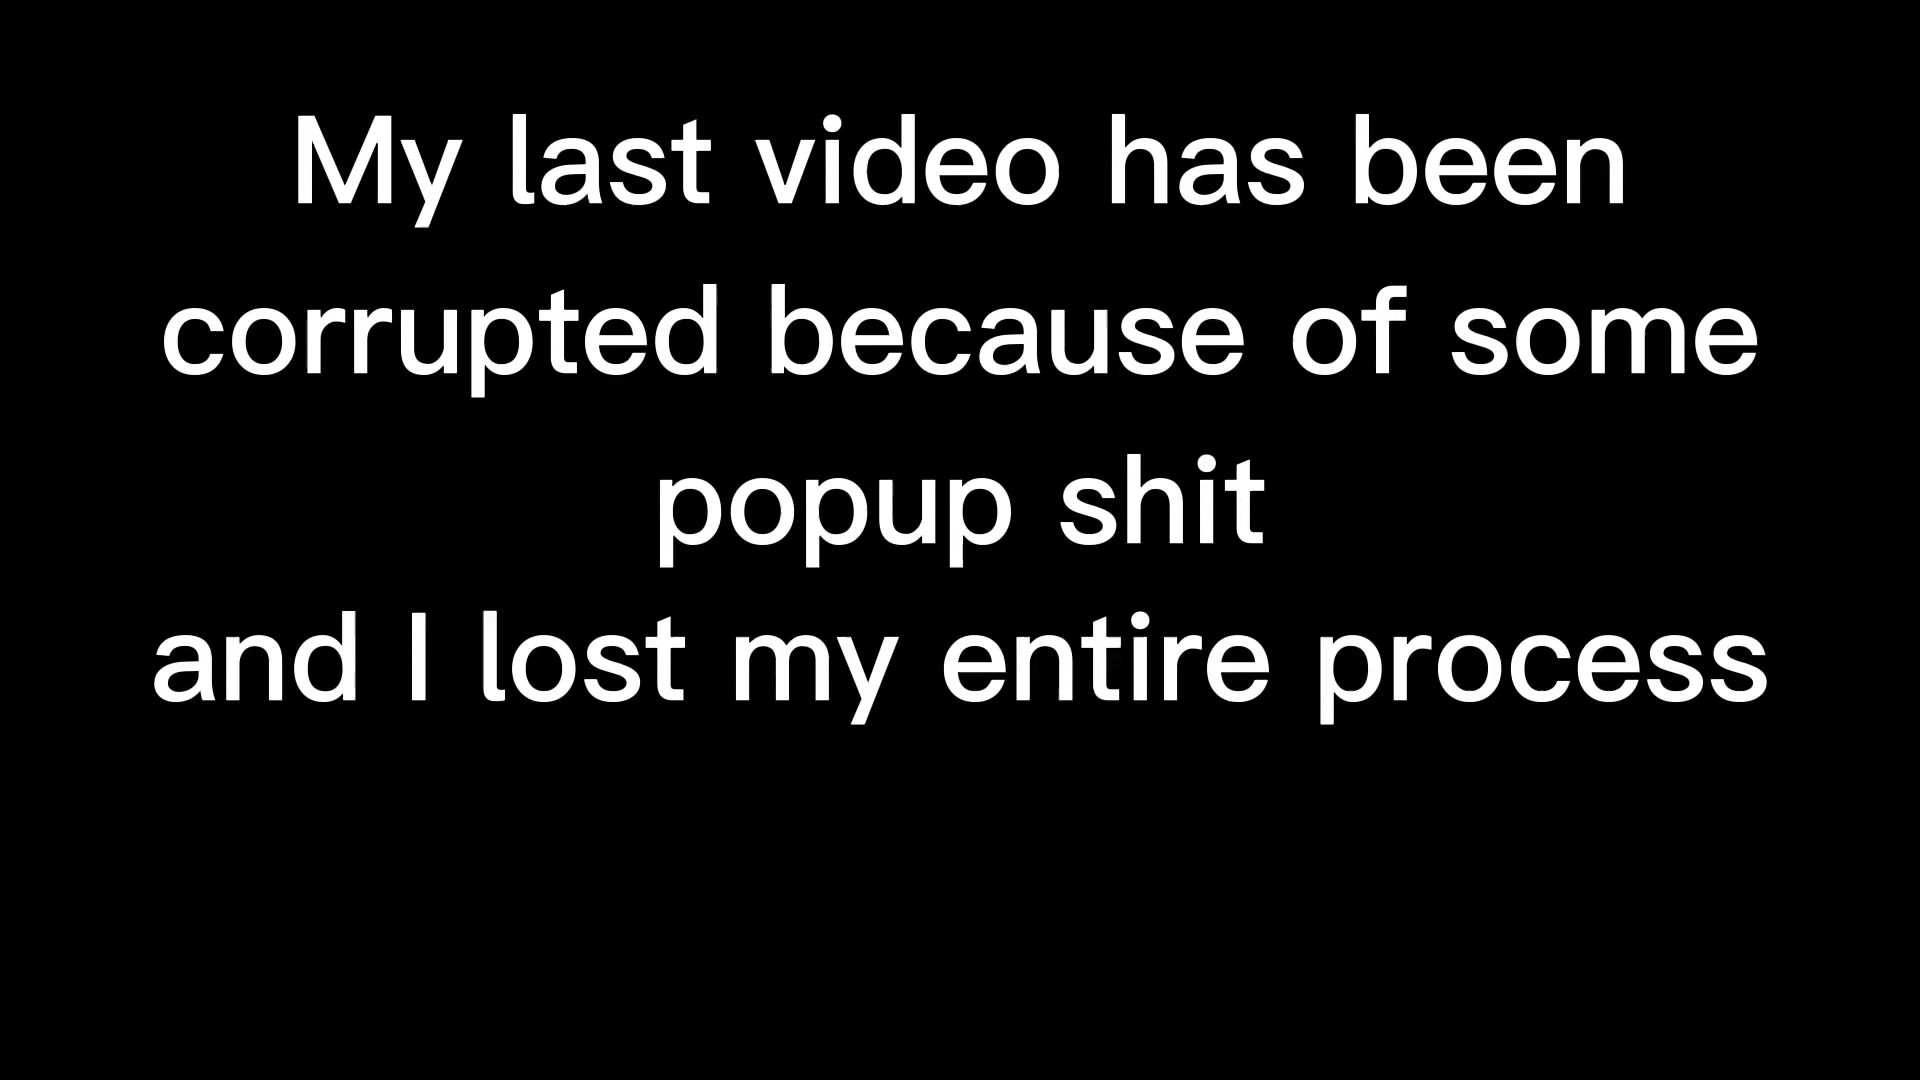 My last video has been
corrupted because of some
popup shit
and I lost my entire process